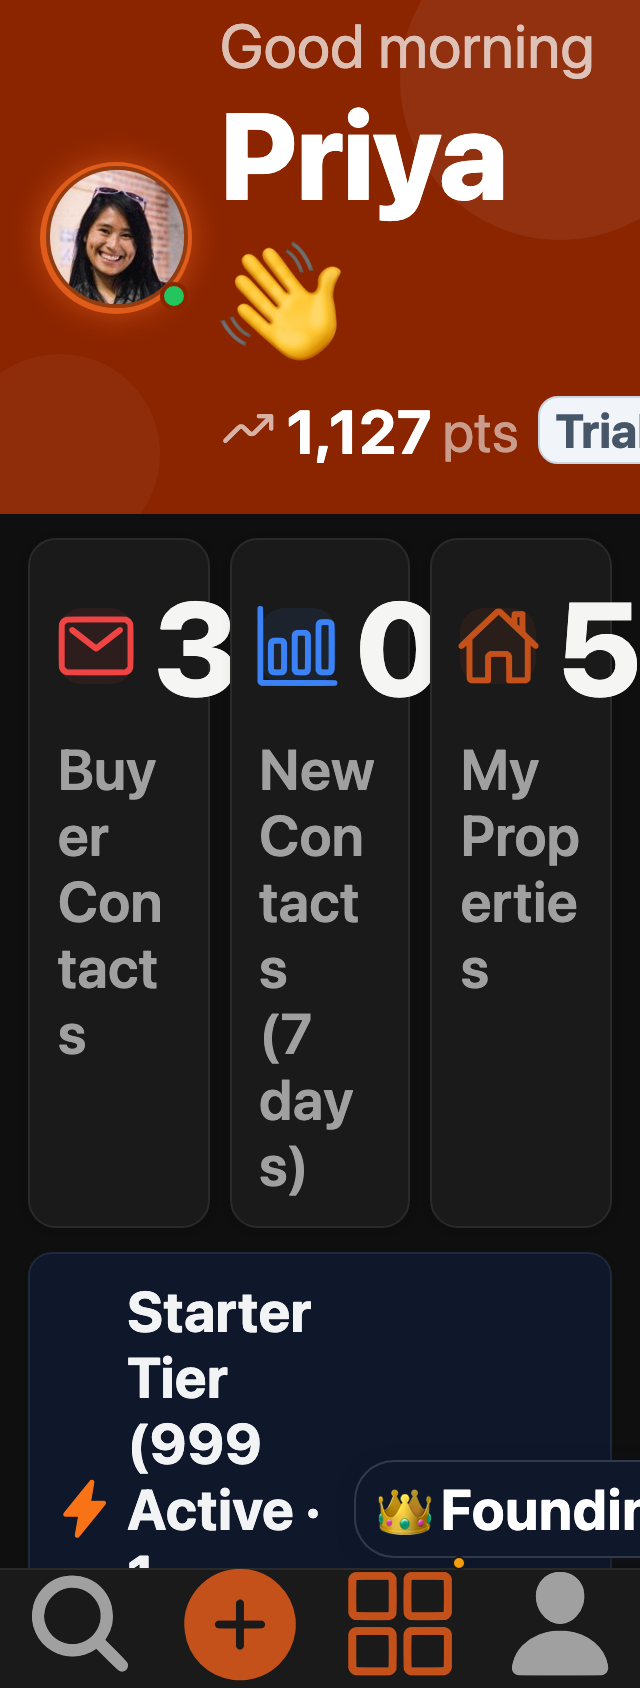 Good morning
Priya
👋
1,127 pts
3
Buy
er
Con
tact
s
0
New
Con
tact
s
(7
day
s)
5
My
Prop
ertie
s
Starter
Tier
(999
Active ·
👑 Foundin